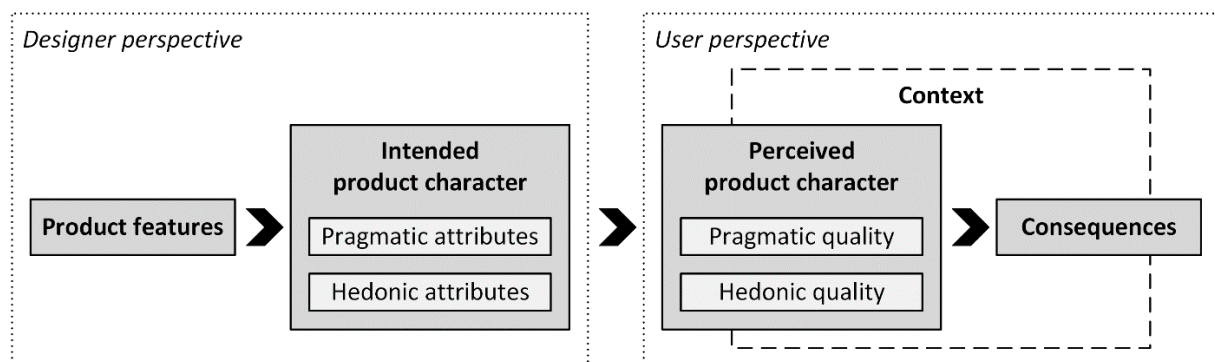 Designer perspective
Product features
Intended
product character
Pragmatic attributes
Hedonic attributes
User perspective
Context
Perceived
product character
Pragmatic quality
Hedonic quality
Consequences